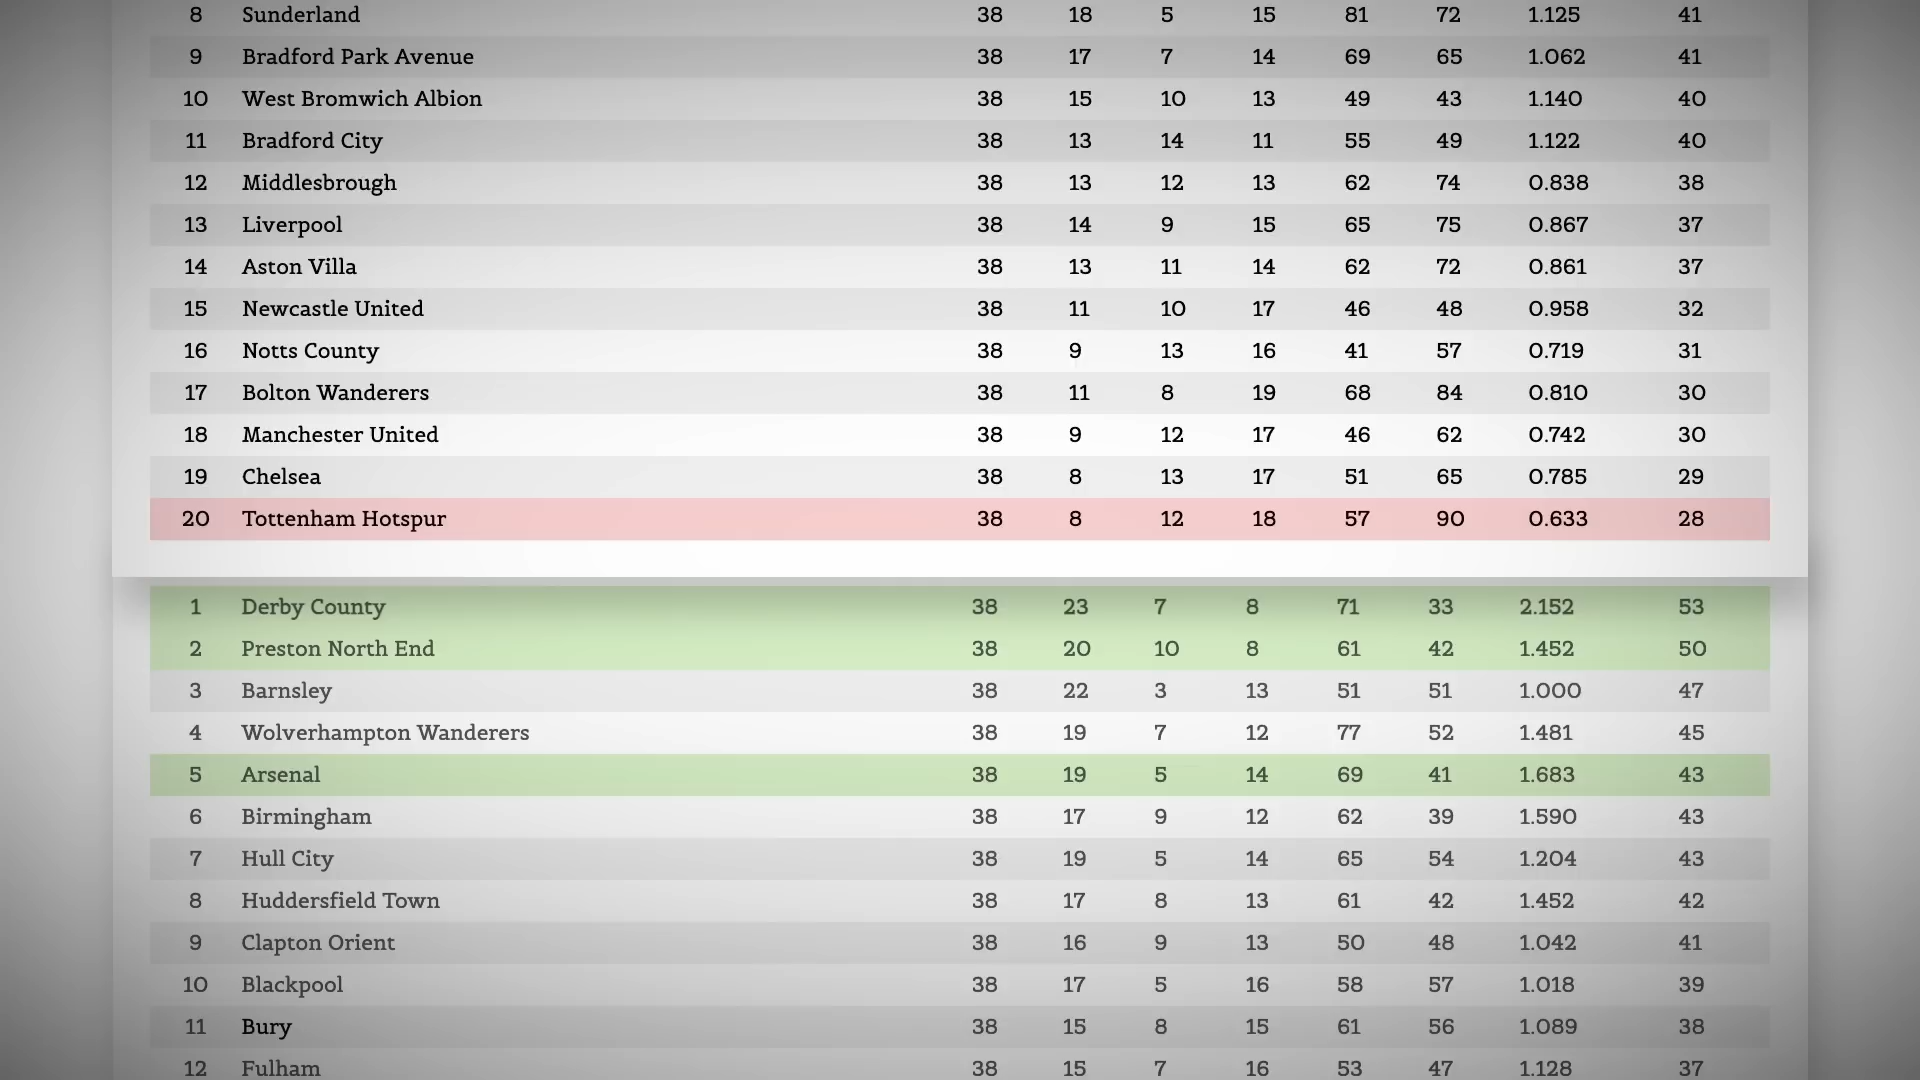 8 Sunderland 38 18 5 15 81 72 1.125 41
9 Bradford Park Avenue 38 17 7 14 69 65 1.062 41
10 West Bromwich Albion 38 15 10 13 49 43 1.140 40
11 Bradford City 38 13 14 11 55 49 1.122 40
12 Middlesbrough 38 13 12 13 62 74 0.838 38
13 Liverpool 38 14 9 15 65 75 0.867 37
14 Aston Villa 38 13 11 14 62 72 0.861 37
15 Newcastle United 38 11 10 17 46 48 0.958 32
16 Notts County 38 9 13 16 41 57 0.719 31
17 Bolton Wanderers 38 11 8 19 68 84 0.810 30
18 Manchester United 38 9 12 17 46 62 0.742 30
19 Chelsea 38 8 13 17 51 65 0.785 29
20 Tottenham Hotspur 38 8 12 18 57 90 0.633 28
1 Derby County 38 23 7 8 71 33 2.152 53
2 Preston North End 38 20 10 8 61 42 1.452 50
3 Barnsley 38 22 3 13 51 51 1.000 47
4 Wolverhampton Wanderers 38 19 7 12 77 52 1.481 45
5 Arsenal 38 19 5 14 69 41 1.683 43
6 Birmingham 38 17 9 12 62 39 1.590 43
7 Hull City 38 19 5 14 65 54 1.204 43
8 Huddersfield Town 38 17 8 13 61 42 1.452 42
9 Clapton Orient 38 16 9 13 50 48 1.042 41
10 Blackpool 38 17 5 16 58 57 1.018 39
11 Bury 38 15 8 15 61 56 1.089 38
12 Fulham 38 15 7 16 53 47 1.128 37